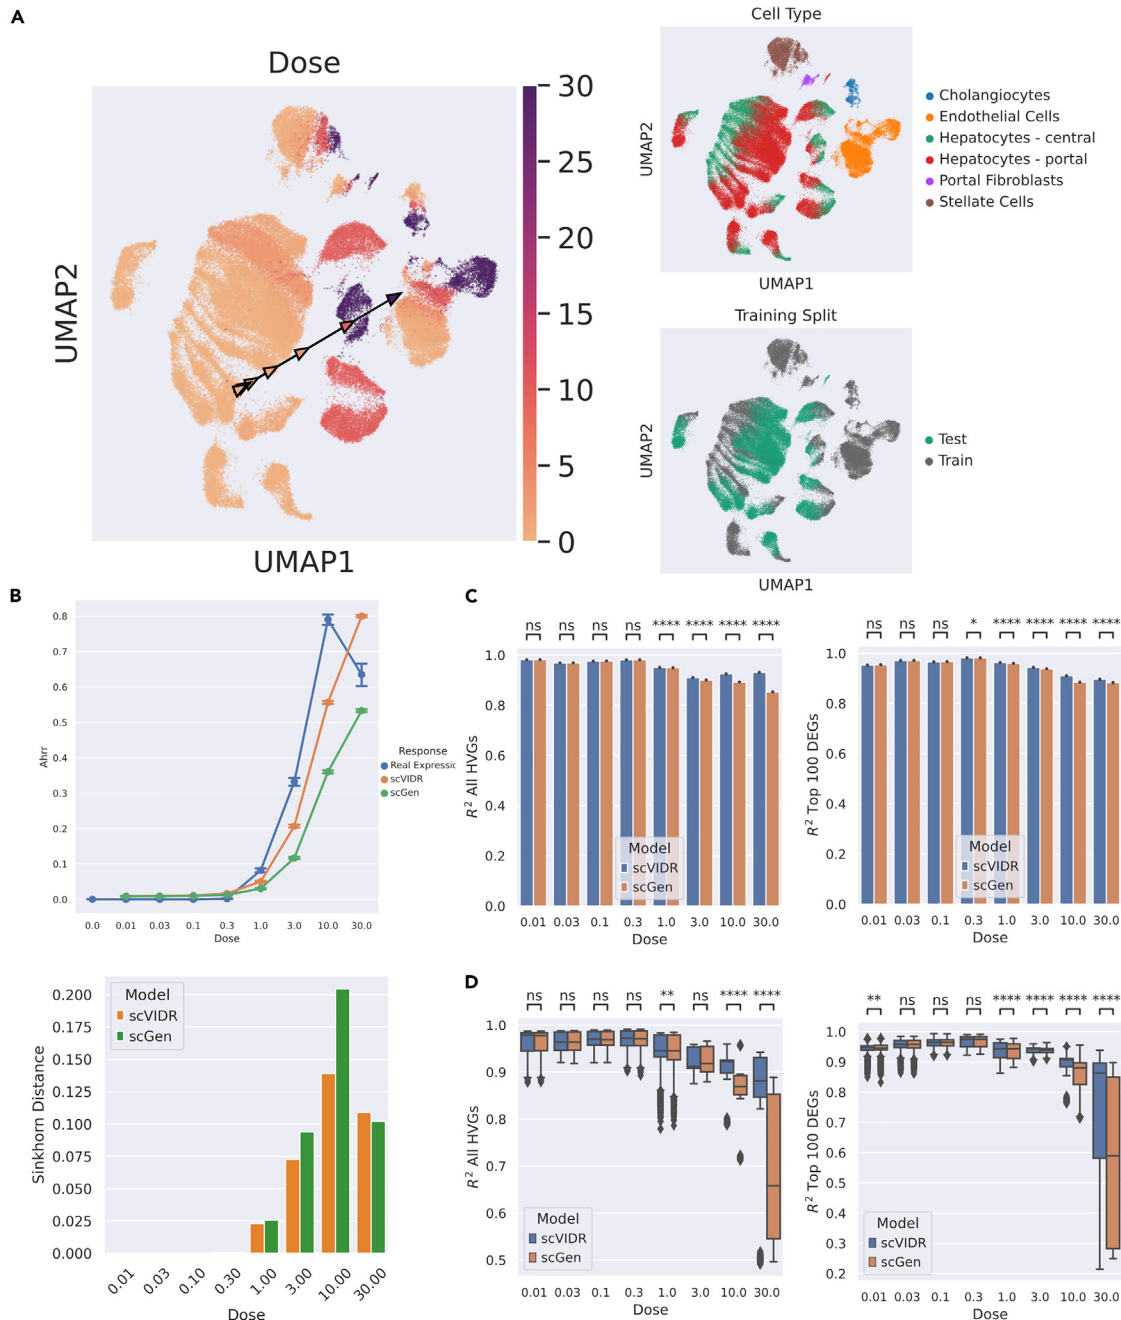 A
Dose
UMAP2
UMAP1
30
25
20
15
10
5
0
Cell Type
UMAP2
UMAP1
Cholangiocytes
Endothelial Cells
Hepatocytes - central
Hepatocytes - portal
Portal Fibroblasts
Stellate Cells
Training Split
UMAP2
UMAP1
Test
Train
B
0.8
0.7
0.6
0.5
0.4
0.3
0.2
0.1
0.0
Ahrr
0.0 0.01 0.03 0.1 0.3 1.0 3.0 10.0 30.0
Dose
Response
Real Expressic
scVIDR
scGen
0.200
0.175
0.150
0.125
0.100
0.075
0.050
0.025
0.000
Sinkhorn Distance
Model
scVIDR
scGen
0.01 0.03 0.10 0.30 1.00 3.00 10.00 30.00
Dose
C
ns ns ns ns **** **** **** ****
1.0
0.8
0.6
0.4
0.2
0.0
R² All HVGs
Model
scVIDR
scGen
0.01 0.03 0.1 0.3 1.0 3.0 10.0 30.0
Dose
ns ns ns * **** **** **** ****
1.0
0.8
0.6
0.4
0.2
0.0
R² Top 100 DEGs
Model
scVIDR
scGen
0.01 0.03 0.1 0.3 1.0 3.0 10.0 30.0
Dose
D
ns ns ns ns ** ns **** ****
1.0
0.9
0.8
0.7
0.6
0.5
R² All HVGs
Model
scVIDR
scGen
0.01 0.03 0.1 0.3 1.0 3.0 10.0 30.0
Dose
** ns ns ns **** **** **** ****
1.0
0.9
0.8
0.7
0.6
0.5
0.4
0.3
0.2
R² Top 100 DEGs
Model
scVIDR
scGen
0.01 0.03 0.1 0.3 1.0 3.0 10.0 30.0
Dose